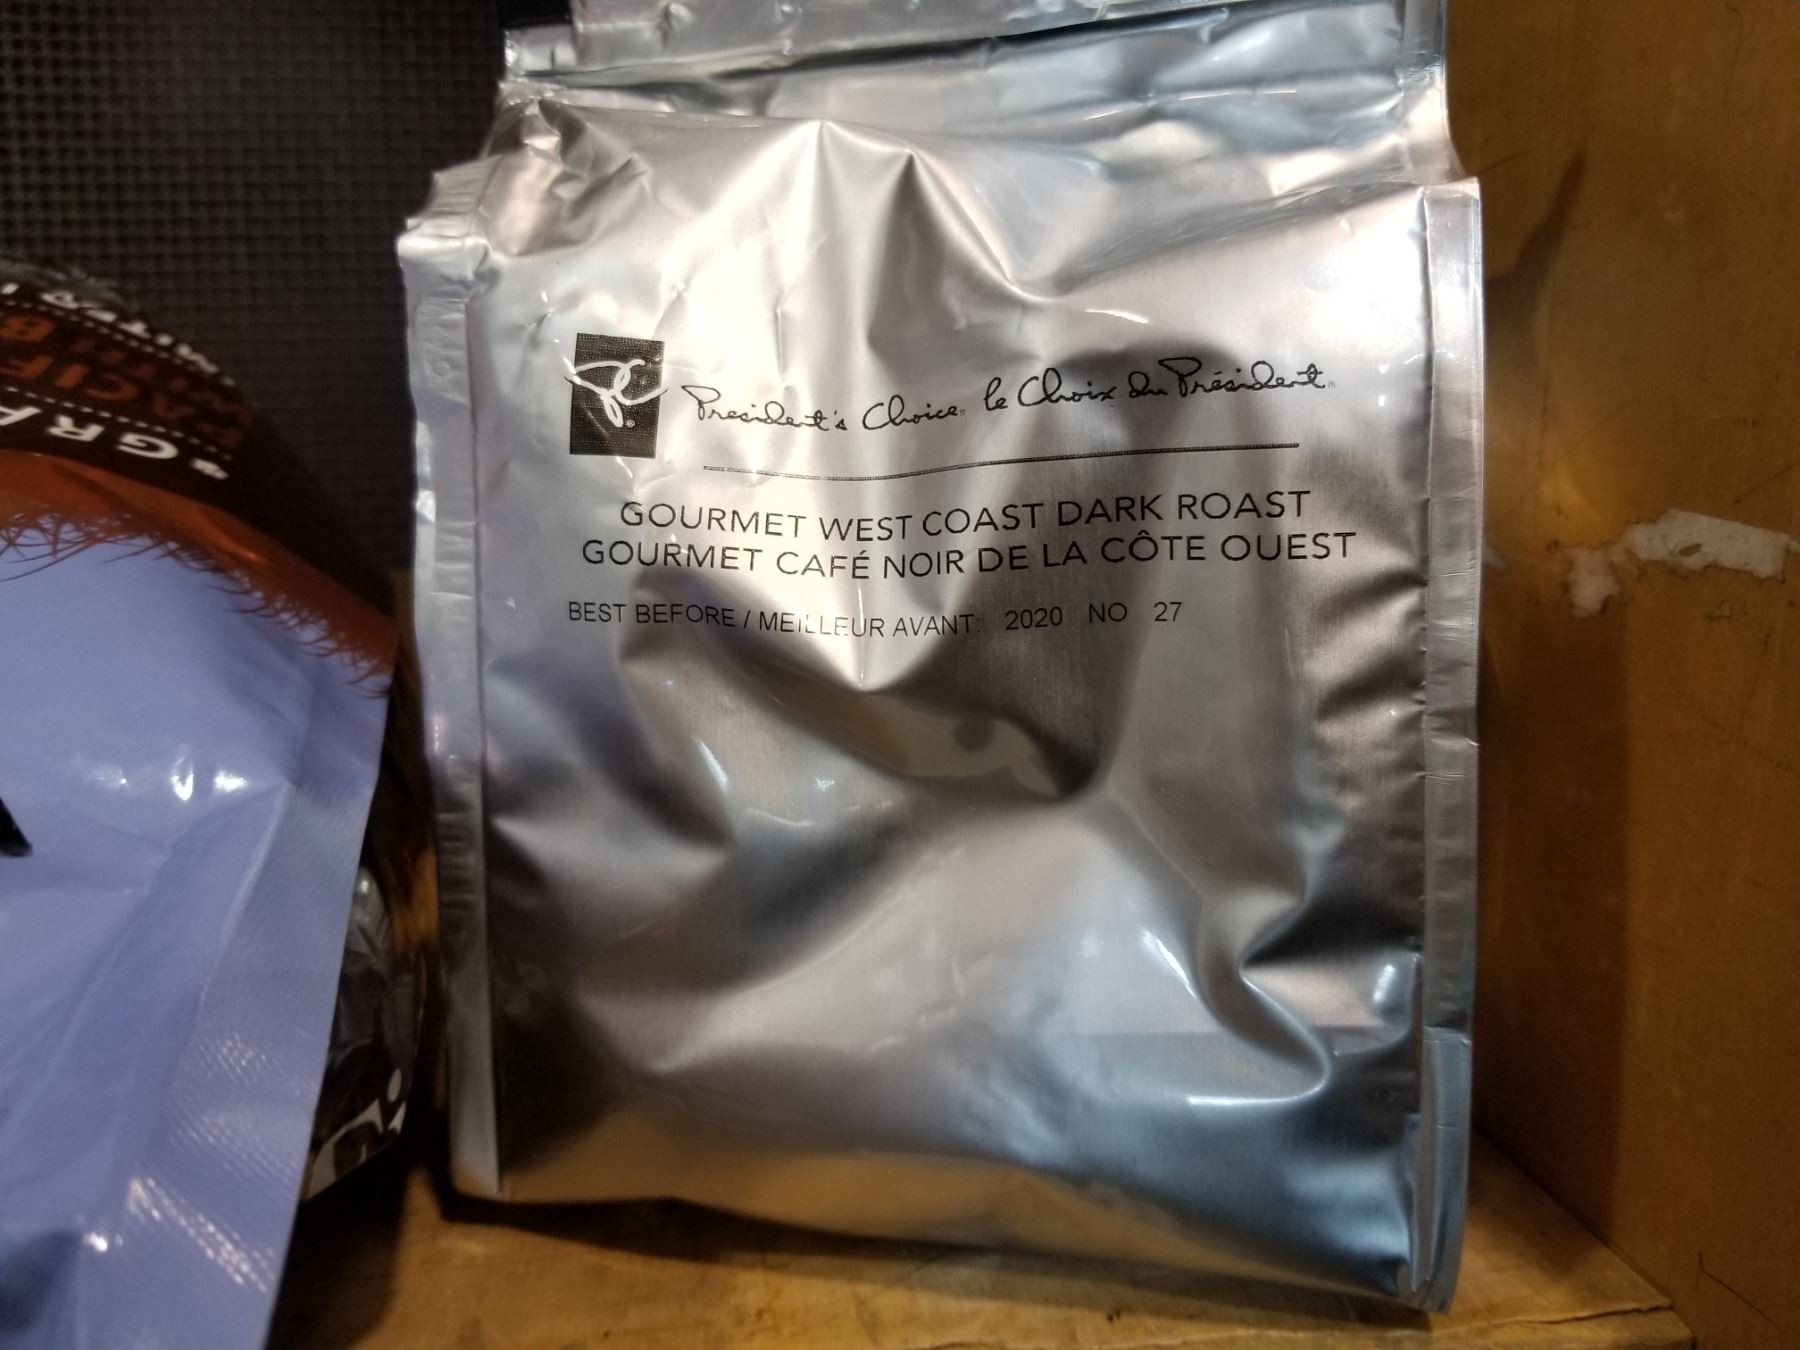 PC
President's Choice® le Choix du Président®
GOURMET WEST COAST DARK ROAST
GOURMET CAFÉ NOIR DE LA CÔTE OUEST
BEST BEFORE / MEILLEUR AVANT: 2020 NO 27